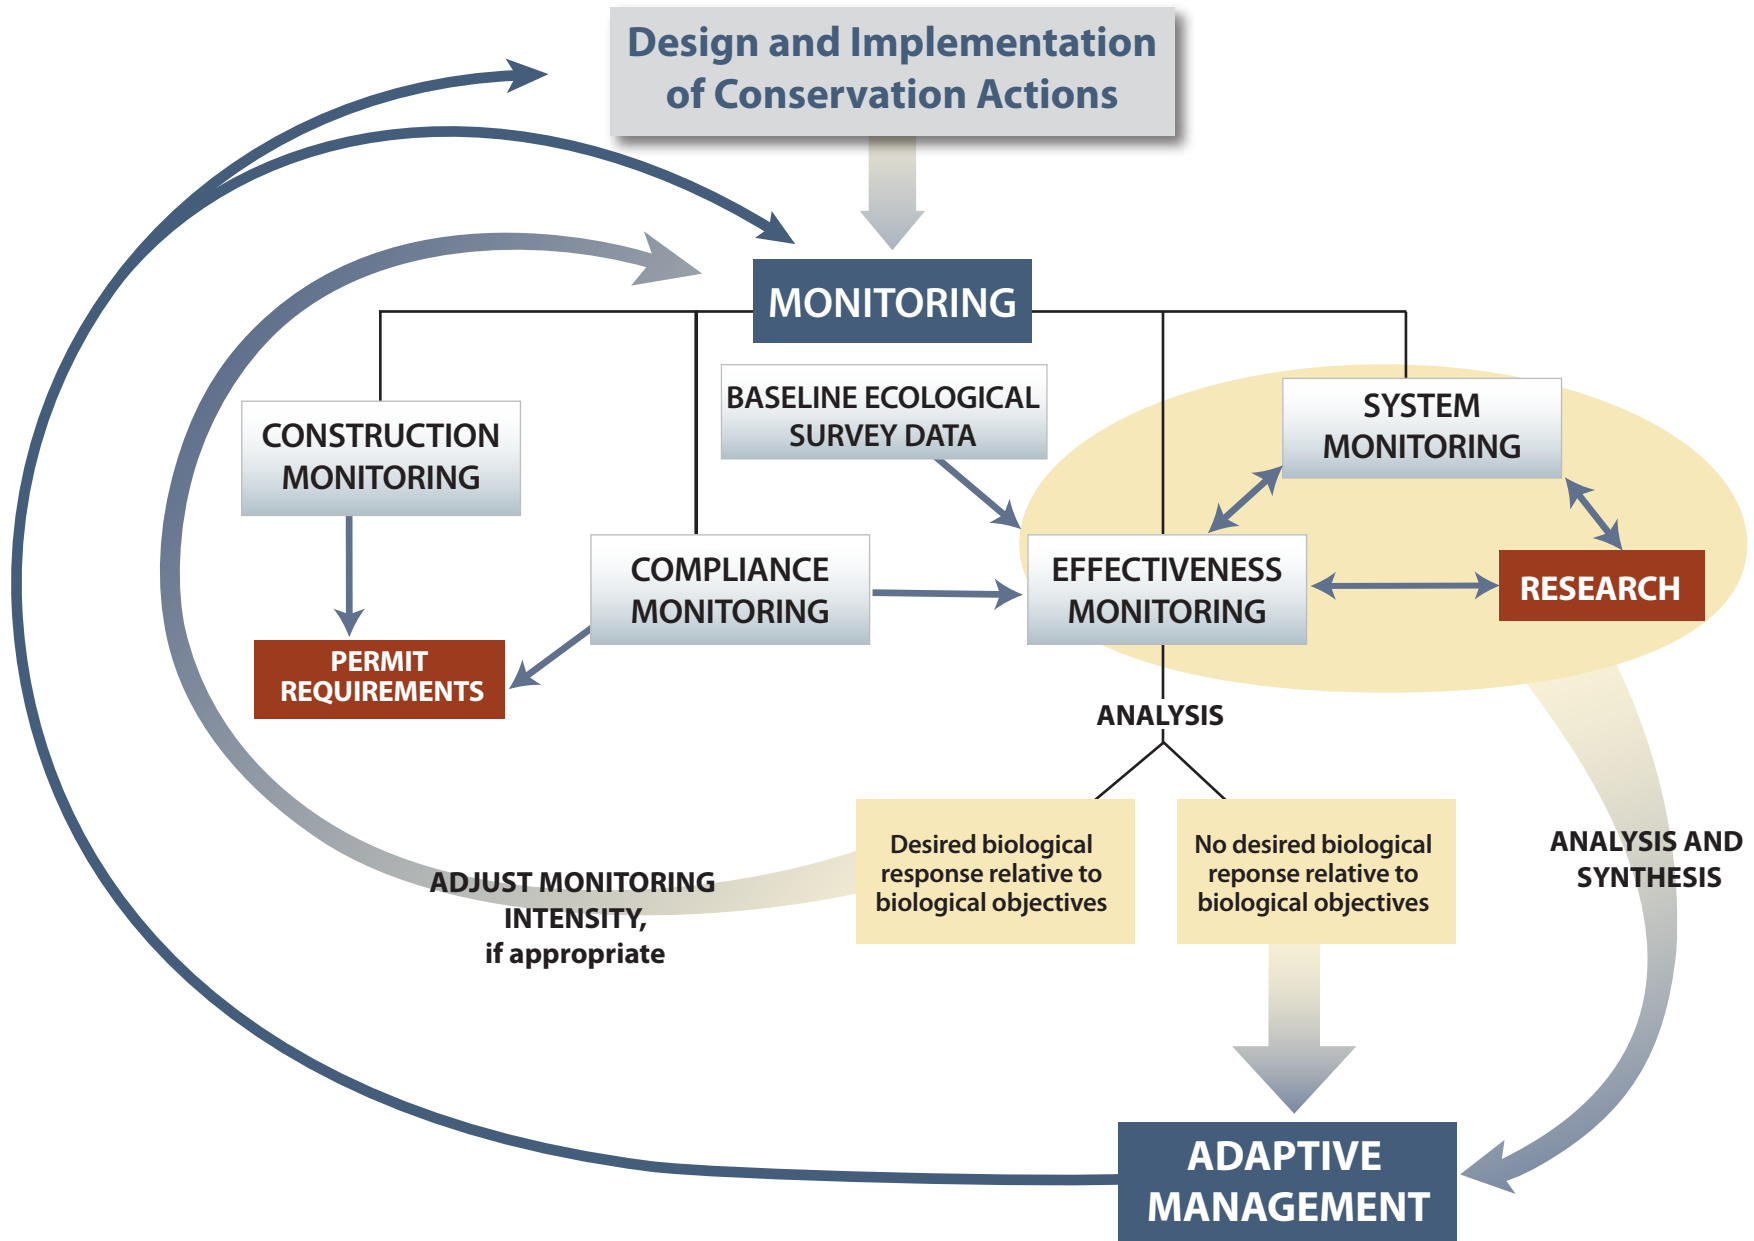 Design and Implementation
of Conservation Actions
MONITORING
BASELINE ECOLOGICAL
SURVEY DATA
SYSTEM
MONITORING
CONSTRUCTION
MONITORING
COMPLIANCE
MONITORING
EFFECTIVENESS
MONITORING
RESEARCH
PERMIT
REQUIREMENTS
ANALYSIS
Desired biological
response relative to
biological objectives
No desired biological
reponse relative to
biological objectives
ANALYSIS AND
SYNTHESIS
ADJUST MONITORING
INTENSITY,
if appropriate
ADAPTIVE
MANAGEMENT